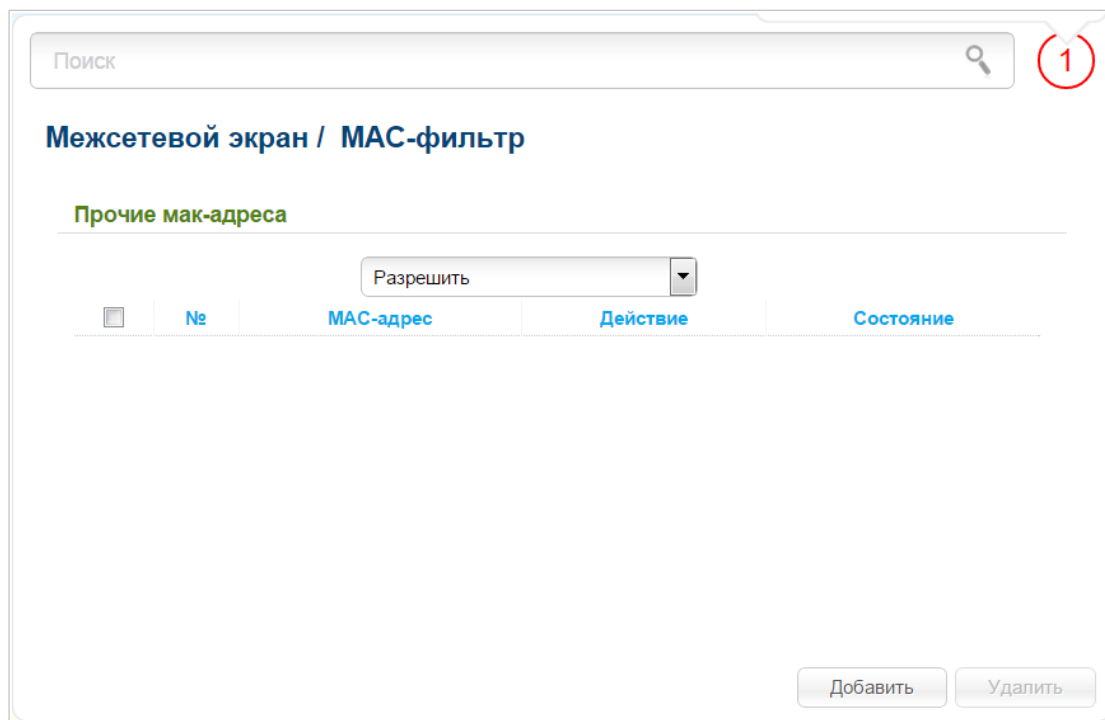 Поиск
1
Межсетевой экран / MAC-фильтр
Прочие мак-адреса
Разрешить
№ MAC-адрес Действие Состояние
Добавить Удалить